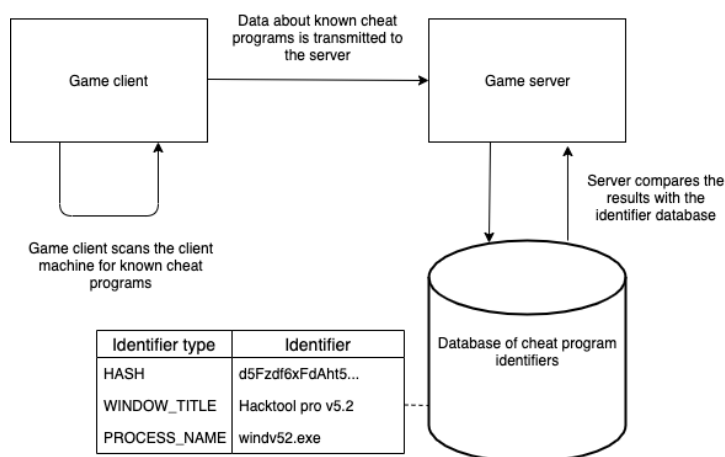 Data about known cheat
programs is transmitted to
the server
Game client
Game server
Server compares the
results with the
identifier database
Game client scans the client
machine for known cheat
programs
Database of cheat program
identifiers
Identifier type Identifier
HASH d5Fzdf6xFdAht5...
WINDOW_TITLE Hacktool pro v5.2
PROCESS_NAME windv52.exe